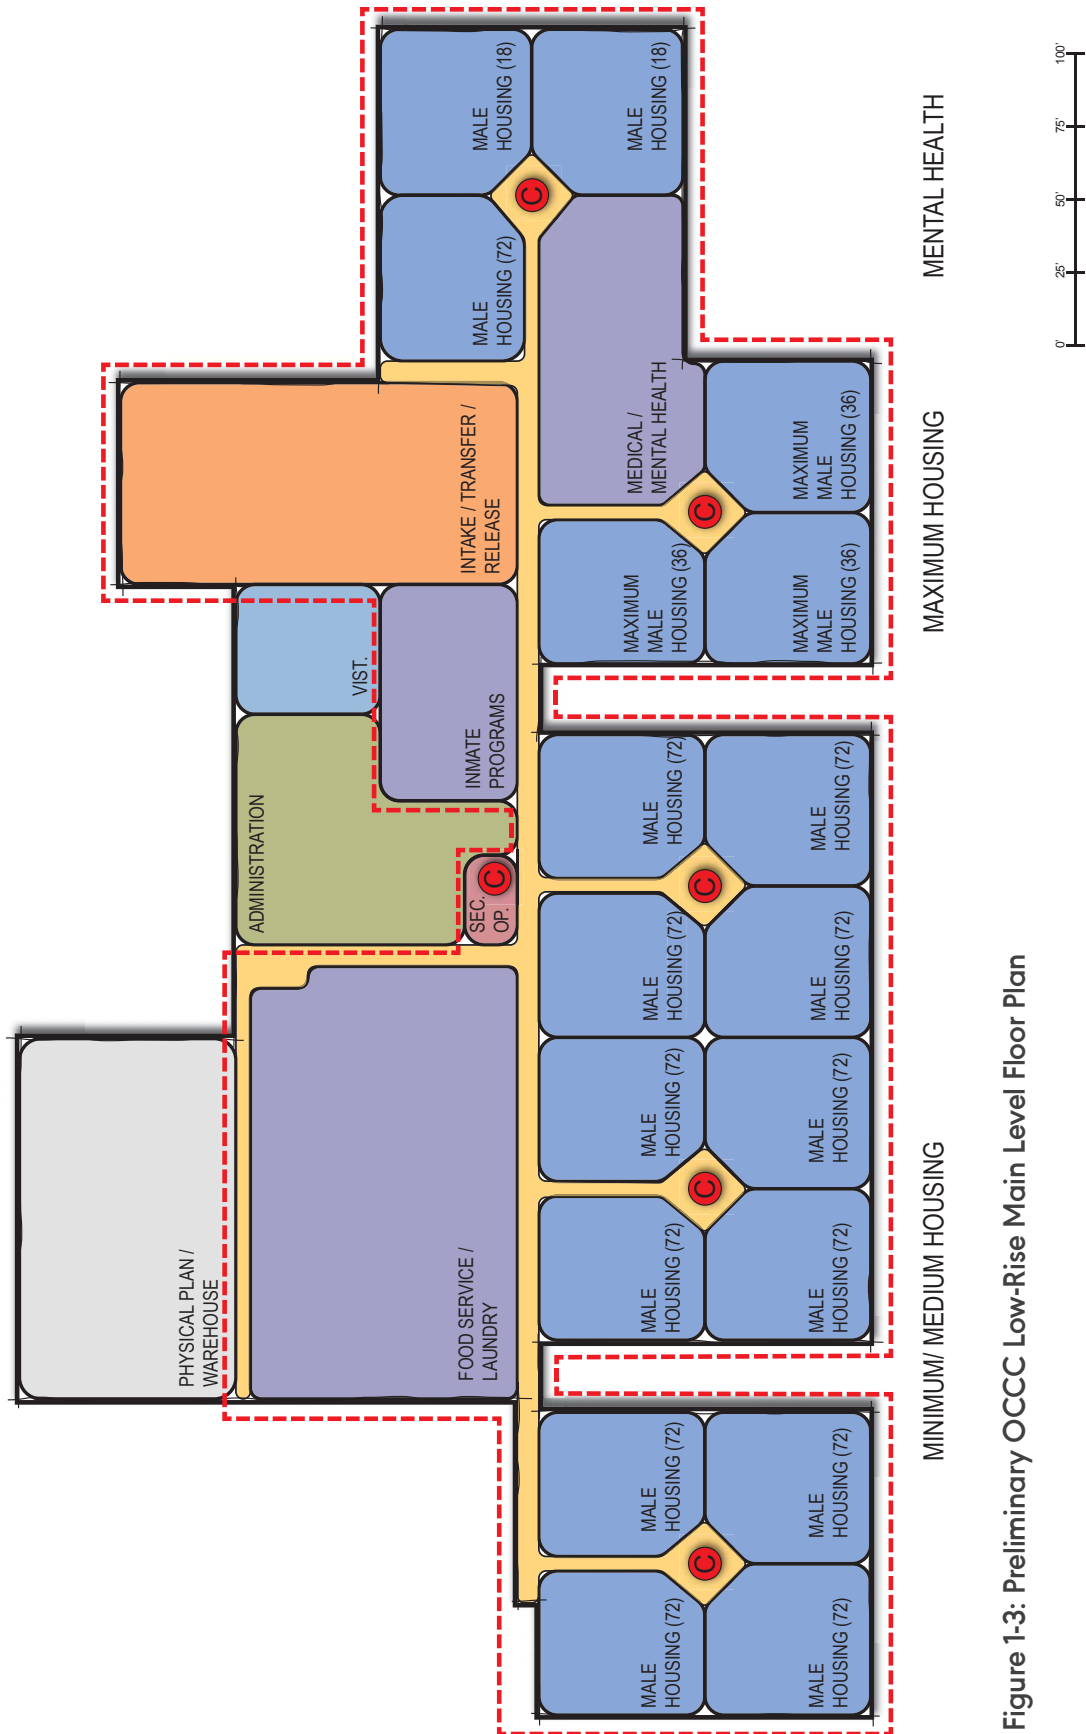 PHYSICAL PLAN /
WAREHOUSE
ADMINISTRATION
VIST.
INTAKE / TRANSFER /
RELEASE
FOOD SERVICE /
LAUNDRY
SEC.
OP.
C
INMATE
PROGRAMS
MALE
HOUSING (72)
MALE
HOUSING (18)
C
MALE
HOUSING (18)
MEDICAL /
MENTAL HEALTH
MALE
HOUSING (72)
MALE
HOUSING (72)
C
MALE
HOUSING (72)
MALE
HOUSING (72)
MALE
HOUSING (72)
MALE
HOUSING (72)
C
MALE
HOUSING (72)
MALE
HOUSING (72)
MALE
HOUSING (72)
MALE
HOUSING (72)
C
MALE
HOUSING (72)
MALE
HOUSING (72)
MAXIMUM
MALE
HOUSING (36)
C
MAXIMUM
MALE
HOUSING (36)
MAXIMUM
MALE
HOUSING (36)
MINIMUM/ MEDIUM HOUSING
MAXIMUM HOUSING
MENTAL HEALTH
Figure 1-3: Preliminary OCCC Low-Rise Main Level Floor Plan
0' 25' 50' 75' 100'